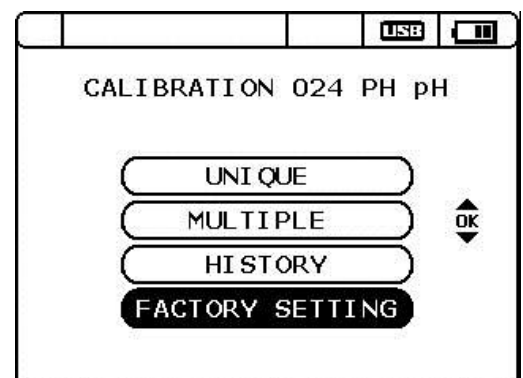 USB
CALIBRATION 024 PH pH
UNIQUE
MULTIPLE
OK
HISTORY
FACTORY SETTING